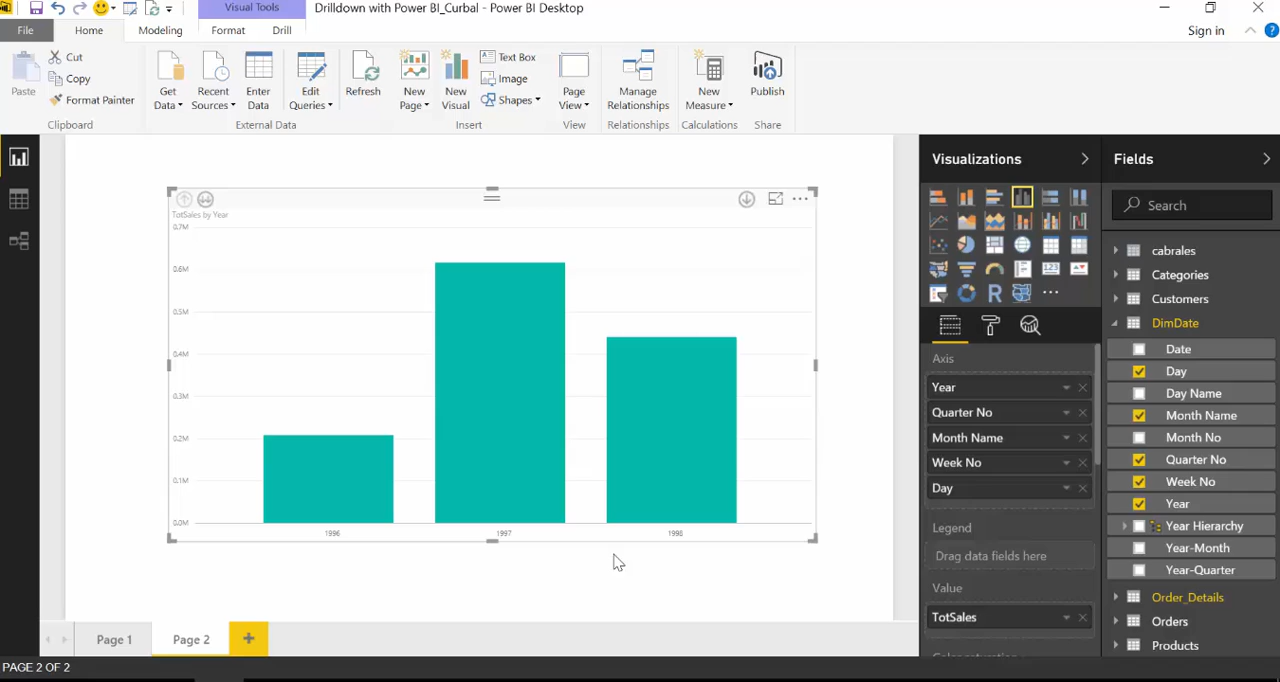 Visual Tools
Drilldown with Power BI_Curbal - Power BI Desktop
File
Home
Modeling
Format
Drill
Sign in
Paste
Cut
Copy
Format Painter
Clipboard
Get Data
Recent Sources
Enter Data
Edit Queries
External Data
Refresh
New Page
New Visual
Text Box
Image
Shapes
Insert
Page View
View
Manage Relationships
Relationships
New Measure
Calculations
Publish
Share
TotSales by Year
0.7M
0.6M
0.5M
0.4M
0.3M
0.2M
0.1M
0.0M
1996
1997
1998
Visualizations
R
123
Axis
Year
Quarter No
Month Name
Week No
Day
Legend
Drag data fields here
Value
TotSales
Fields
Search
cabrales
Categories
Customers
DimDate
Date
Day
Day Name
Month Name
Month No
Quarter No
Week No
Year
Year Hierarchy
Year-Month
Year-Quarter
Order_Details
Orders
Products
Page 1
Page 2
PAGE 2 OF 2